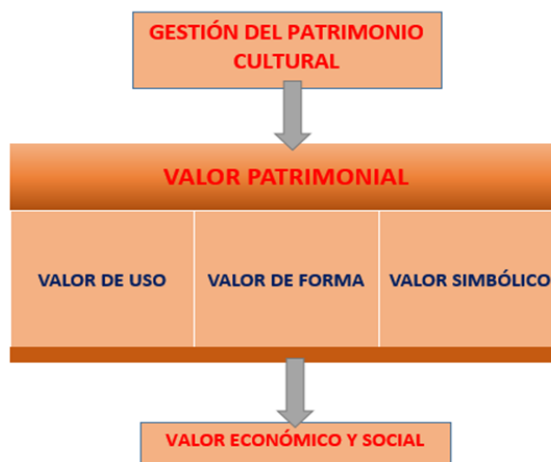 GESTIÓN DEL PATRIMONIO
CULTURAL
VALOR PATRIMONIAL
VALOR DE USO
VALOR DE FORMA
VALOR SIMBÓLICO
VALOR ECONÓMICO Y SOCIAL